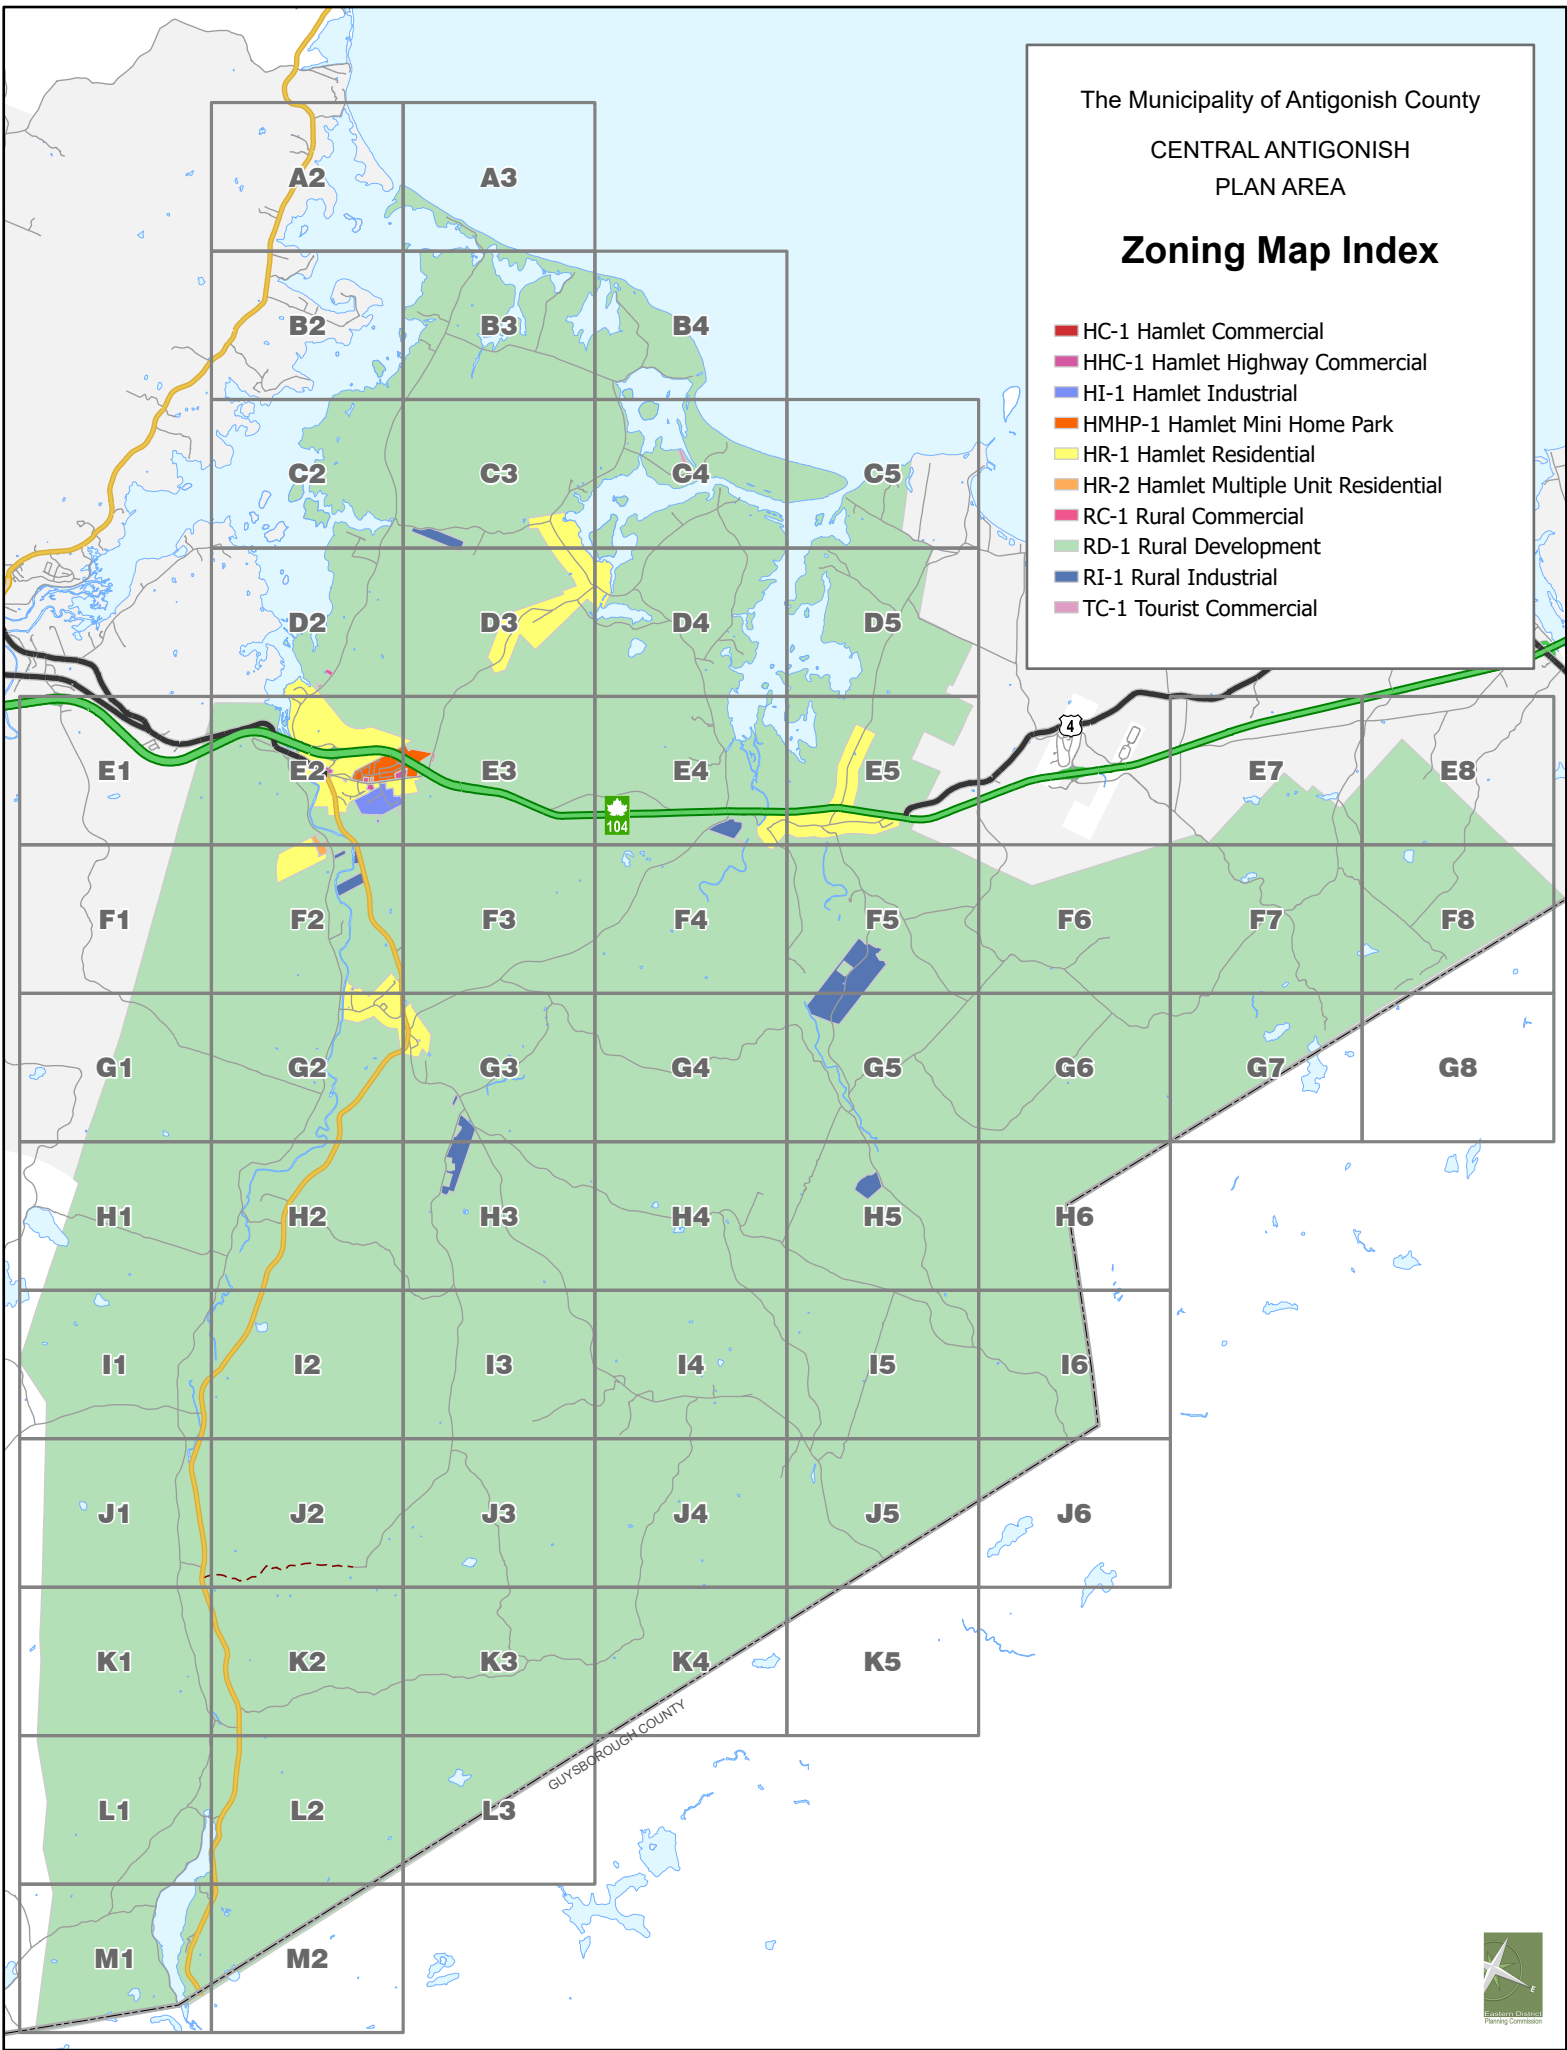 The Municipality of Antigonish County
CENTRAL ANTIGONISH
PLAN AREA
Zoning Map Index
HC-1 Hamlet Commercial
HHC-1 Hamlet Highway Commercial
HI-1 Hamlet Industrial
HMHP-1 Hamlet Mini Home Park
HR-1 Hamlet Residential
HR-2 Hamlet Multiple Unit Residential
RC-1 Rural Commercial
RD-1 Rural Development
RI-1 Rural Industrial
TC-1 Tourist Commercial
A2 A3
B2 B3 B4
C2 C3 C4 C5
D2 D3 D4 D5
4
E1 E2 E3 E4 E5 E7 E8
104
F1 F2 F3 F4 F5 F6 F7 F8
G1 G2 G3 G4 G5 G6 G7 G8
H1 H2 H3 H4 H5 H6
I1 I2 I3 I4 I5 I6
J1 J2 J3 J4 J5 J6
K1 K2 K3 K4 K5
GUYSBOROUGH COUNTY
L1 L2 L3
M1 M2
E
Eastern District
Planning Commission